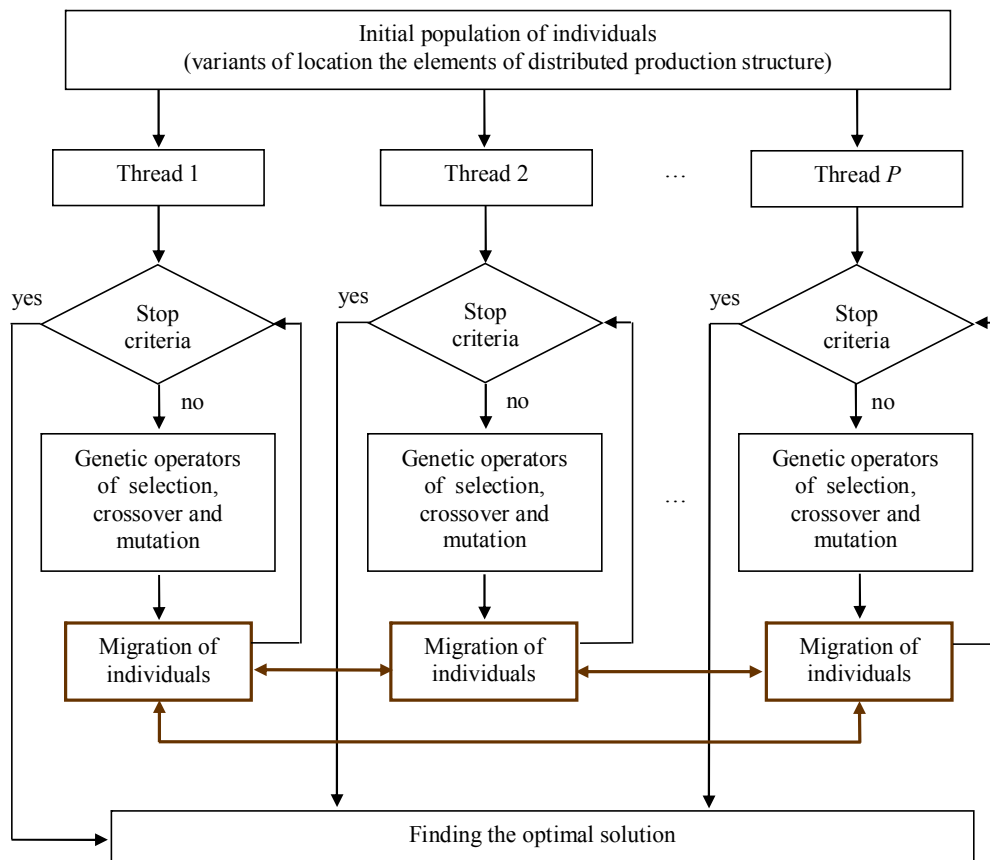 Initial population of individuals
(variants of location the elements of distributed production structure)
Thread 1
Thread 2
...
Thread P
yes
Stop
criteria
no
yes
Stop
criteria
no
yes
Stop
criteria
no
Genetic operators
of selection,
crossover and
mutation
Genetic operators
of selection,
crossover and
mutation
...
Genetic operators
of selection,
crossover and
mutation
Migration of
individuals
Migration of
individuals
Migration of
individuals
Finding the optimal solution